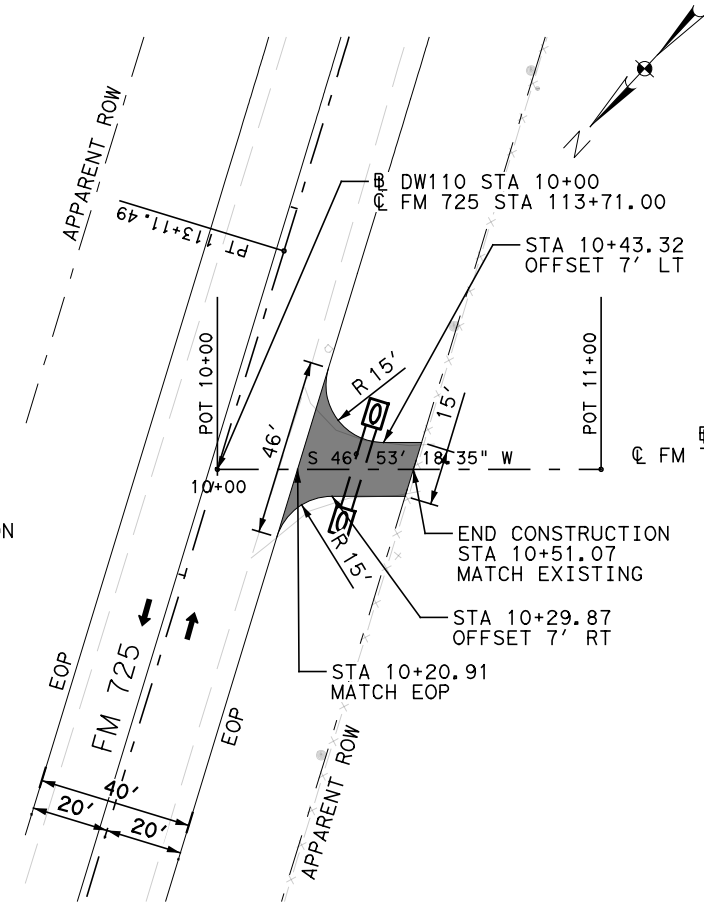 N
APPARENT ROW
℄ DW110 STA 10+00
℄ FM 725 STA 113+71.00
PT 113+11.49
STA 10+43.32
OFFSET 7' LT
POT 10+00
POT 11+00
R 15'
15'
46'
S 46° 53' 18.35" W
℄ FM
10+00
ON
R 15'
END CONSTRUCTION
STA 10+51.07
MATCH EXISTING
STA 10+29.87
OFFSET 7' RT
STA 10+20.91
MATCH EOP
EOP
FM 725
EOP
APPARENT ROW
40'
20'
20'